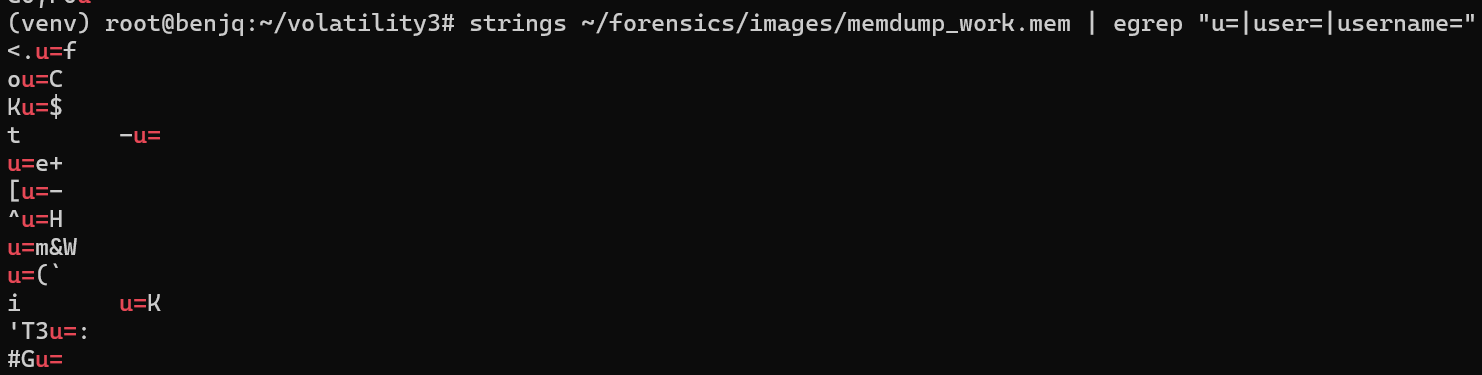 (venv) root@benjq:~/volatility3# strings ~/forensics/images/memdump_work.mem | egrep "u=|user=|username="
<.u=f
ou=C
Ku=$
t       -u=
u=e+
[u=-
^u=H
u=m&W
u=(`
i       u=K
'T3u=:
#Gu=